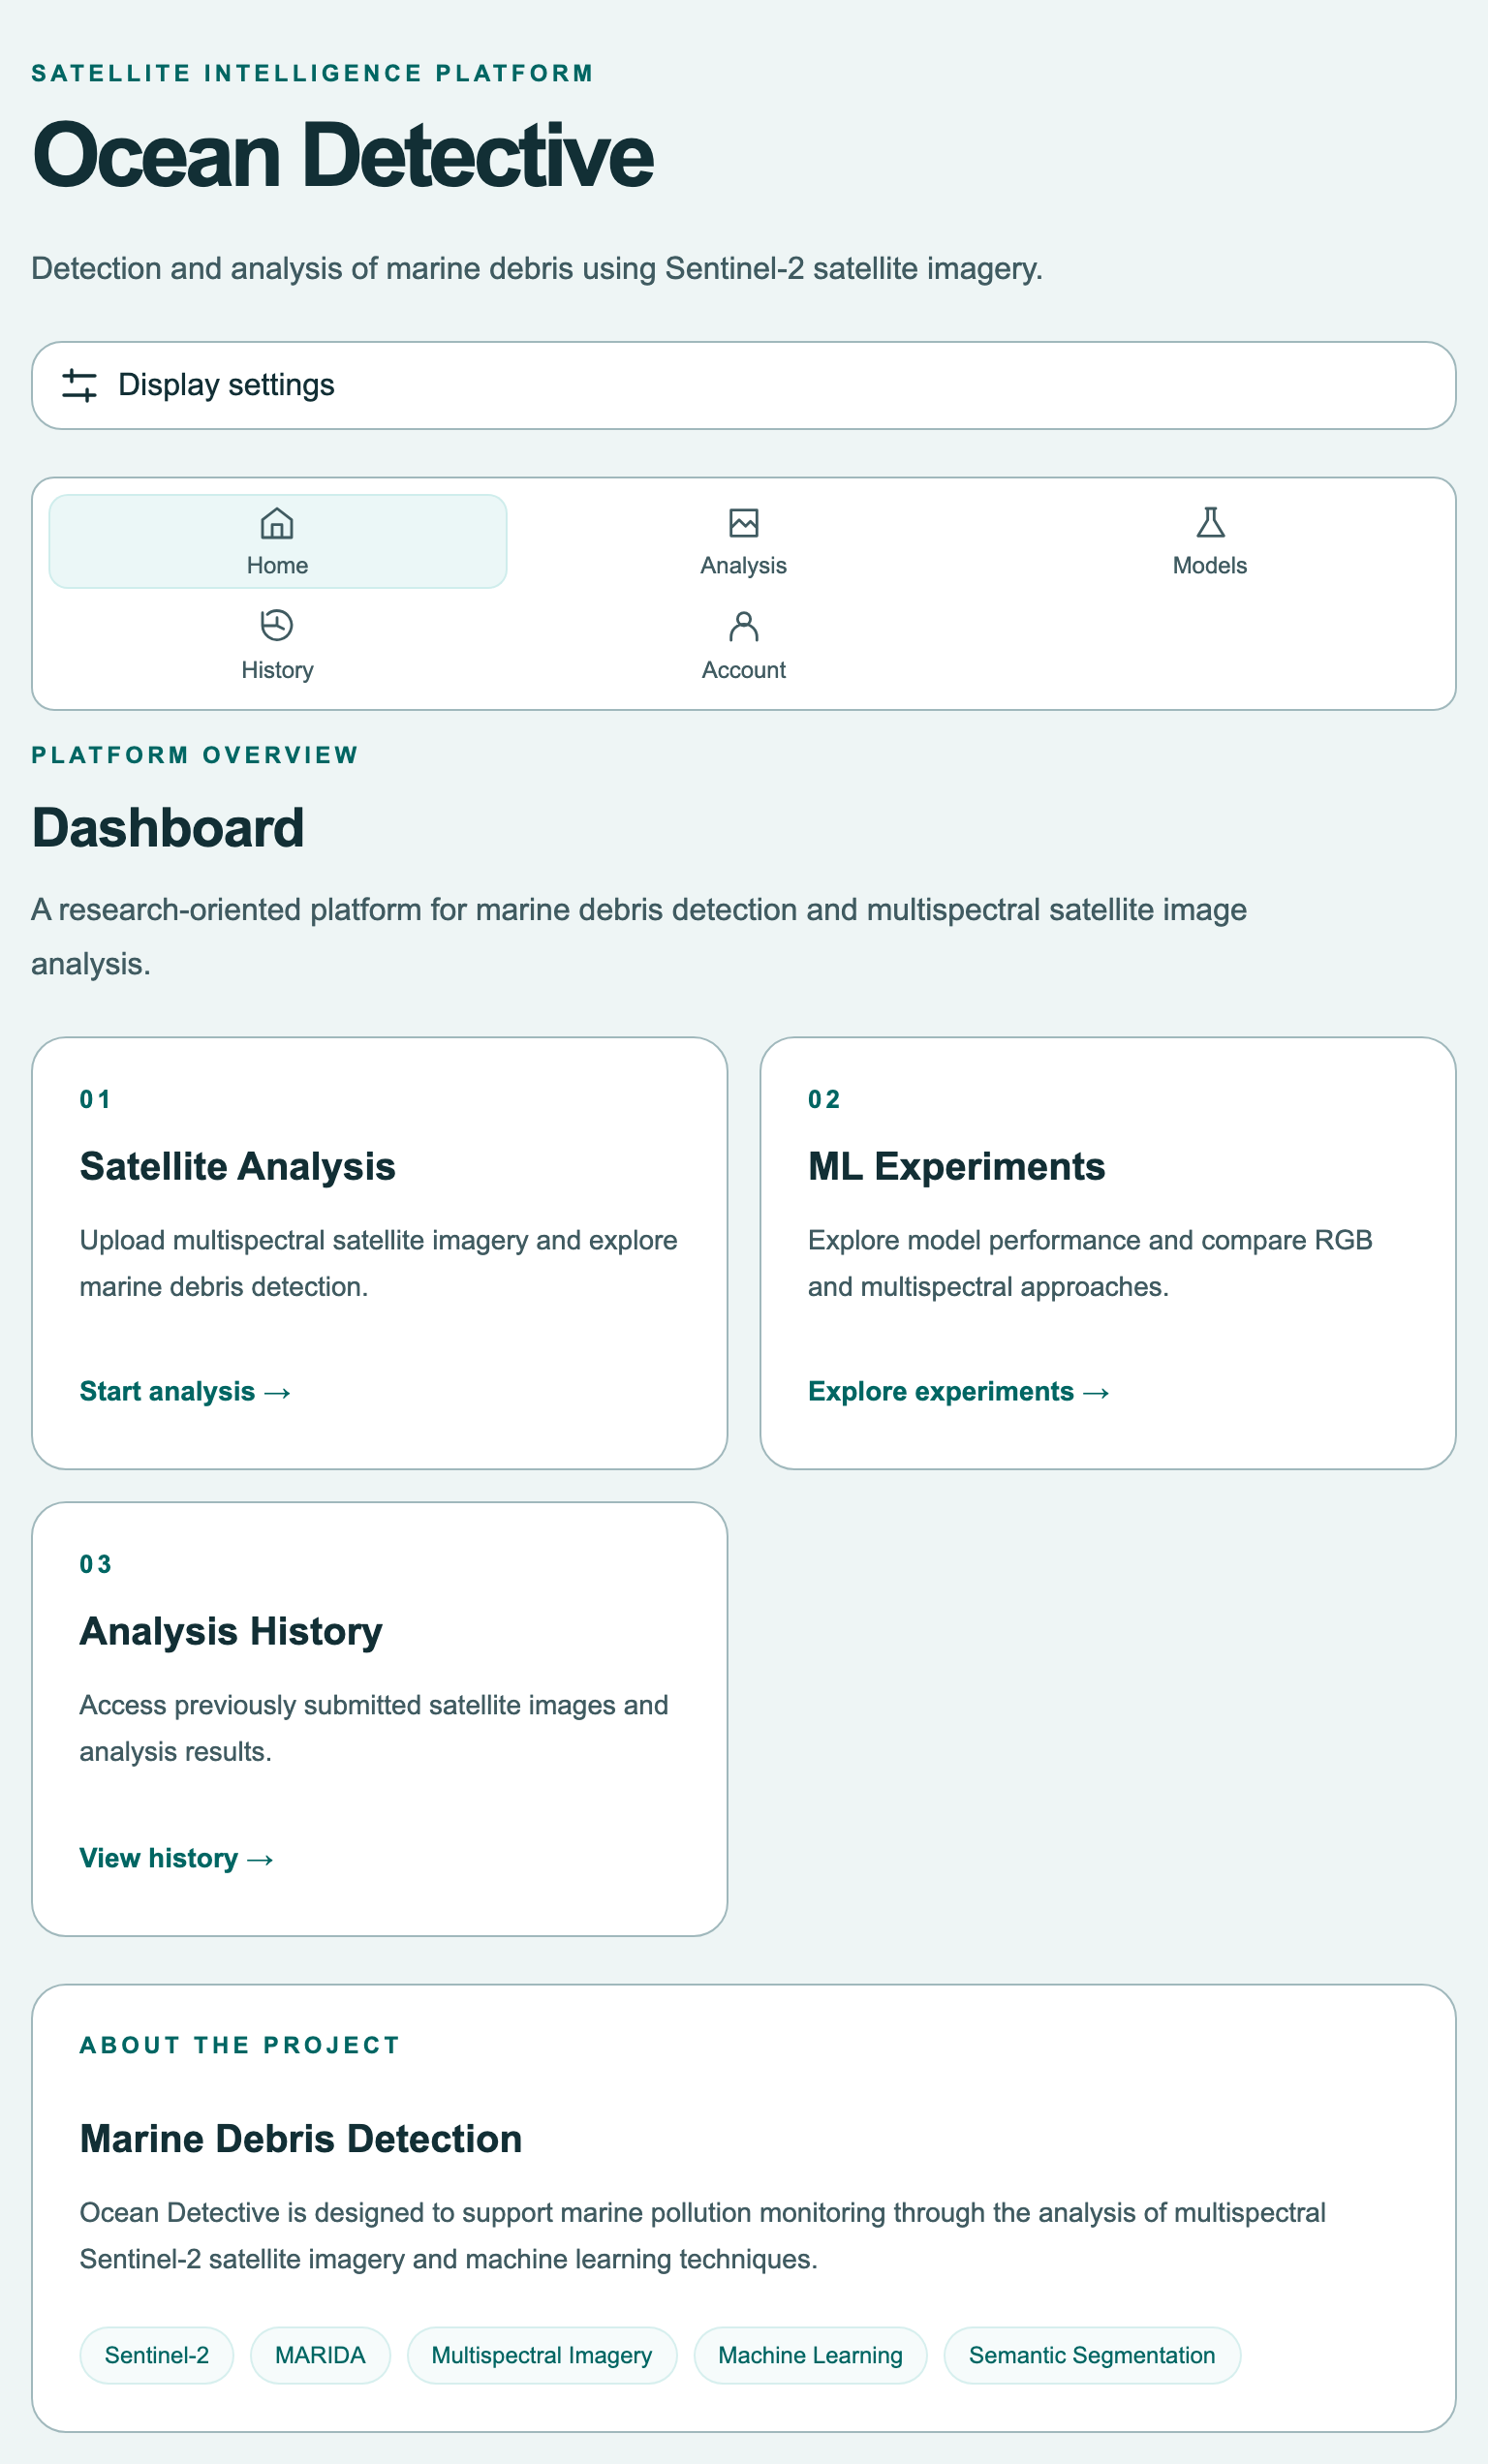 SATELLITE INTELLIGENCE PLATFORM
Ocean Detective
Detection and analysis of marine debris using Sentinel-2 satellite imagery.
Display settings
Home
Analysis
Models
History
Account
PLATFORM OVERVIEW
Dashboard
A research-oriented platform for marine debris detection and multispectral satellite image
analysis.
01
Satellite Analysis
Upload multispectral satellite imagery and explore
marine debris detection.
Start analysis →
02
ML Experiments
Explore model performance and compare RGB
and multispectral approaches.
Explore experiments →
03
Analysis History
Access previously submitted satellite images and
analysis results.
View history →
ABOUT THE PROJECT
Marine Debris Detection
Ocean Detective is designed to support marine pollution monitoring through the analysis of multispectral
Sentinel-2 satellite imagery and machine learning techniques.
Sentinel-2
MARIDA
Multispectral Imagery
Machine Learning
Semantic Segmentation